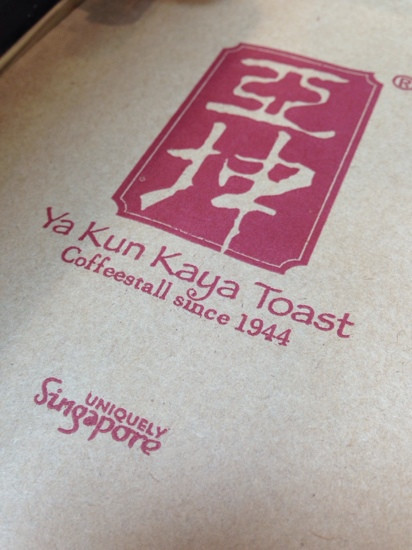 亞
坤
®
Ya Kun Kaya Toast
Coffeestall since 1944
UNIQUELY
Singapore